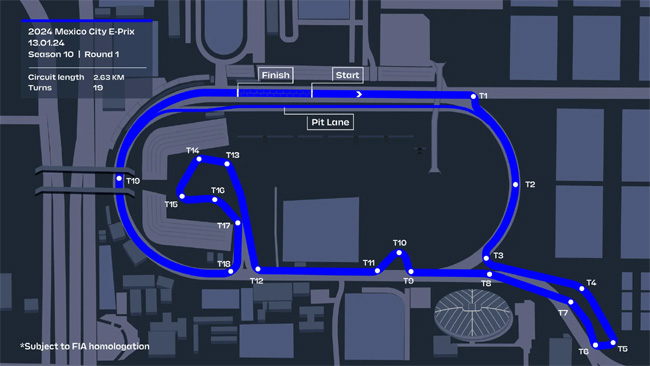 2024 Mexico City E-Prix
13.01.24
Season 10 | Round 1
Circuit length 2.63 KM
Turns 19
Finish
Start
Pit Lane
T1
T2
T3
T4
T5
T6
T7
T8
T9
T10
T11
T12
T13
T14
T15
T16
T17
T18
T19
*Subject to FIA homologation